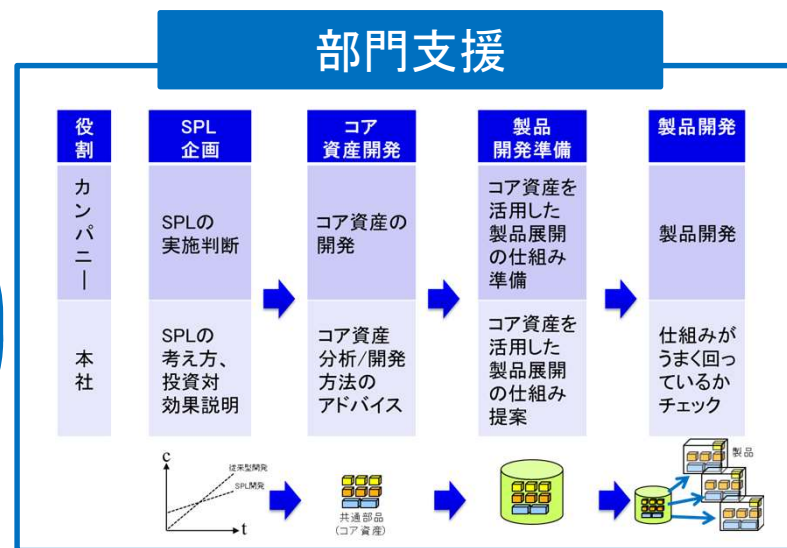 部門支援
役
割
SPL
企画
コア
資産開発
製品
開発準備
製品開発
カ
ン
パ
ニ
ー
SPLの
実施判断
コア資産の
開発
コア資産を
活用した
製品展開
の仕組み
準備
製品開発
本
社
SPLの
考え方、
投資対
効果説明
コア資産
分析/開発
方法の
アドバイス
コア資産を
活用した
製品展開
の仕組み
提案
仕組みが
うまく回っ
ているか
チェック
c
従来型開発
SPL開発
t
共通部品
(コア資産)
製品